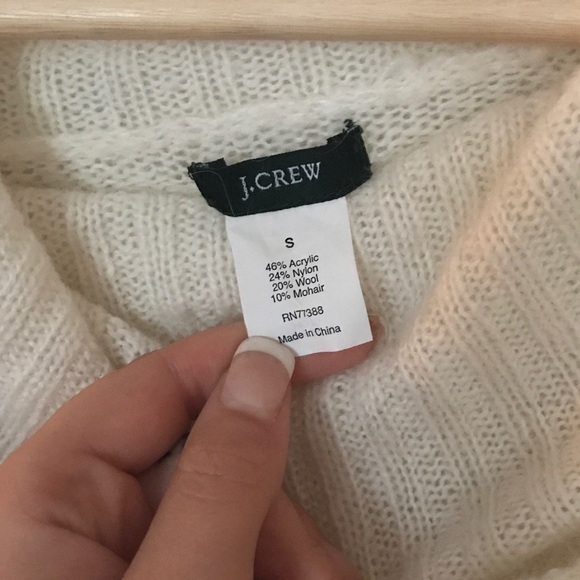 J.CREW
S
46% Acrylic
24% Nylon
20% Wool
10% Mohair
RN77388
Made in China